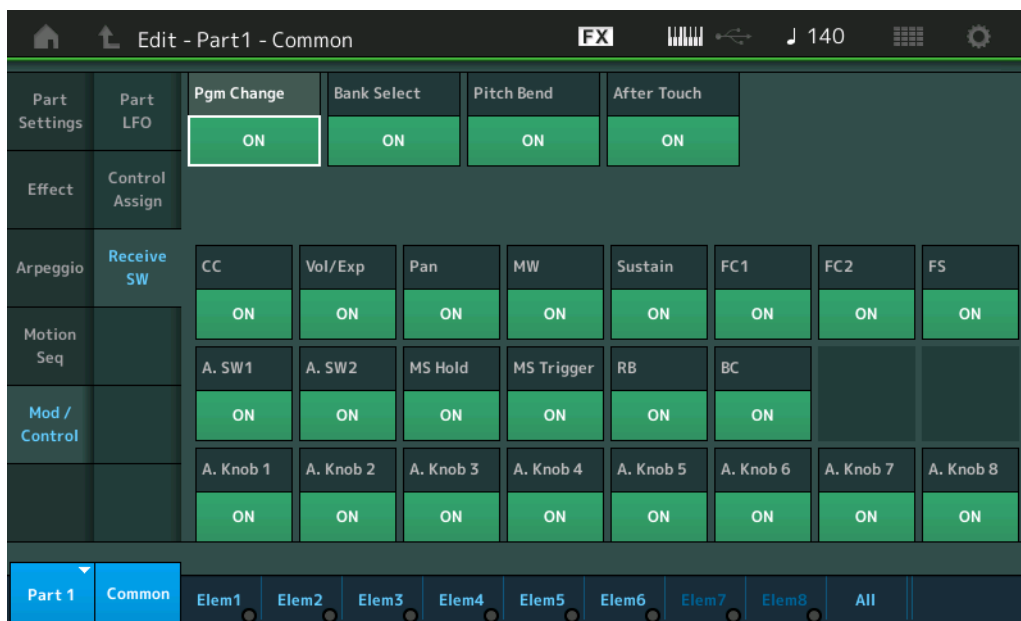 Edit - Part1 - Common
FX
♩ 140
Part Settings
Effect
Arpeggio
Motion Seq
Mod / Control
Part LFO
Control Assign
Receive SW
Pgm Change Bank Select Pitch Bend After Touch
ON ON ON ON
CC Vol/Exp Pan MW Sustain FC1 FC2 FS
ON ON ON ON ON ON ON ON
A. SW1 A. SW2 MS Hold MS Trigger RB BC
ON ON ON ON ON ON
A. Knob 1 A. Knob 2 A. Knob 3 A. Knob 4 A. Knob 5 A. Knob 6 A. Knob 7 A. Knob 8
ON ON ON ON ON ON ON ON
Part 1 Common Elem1 Elem2 Elem3 Elem4 Elem5 Elem6 Elem7 Elem8 All